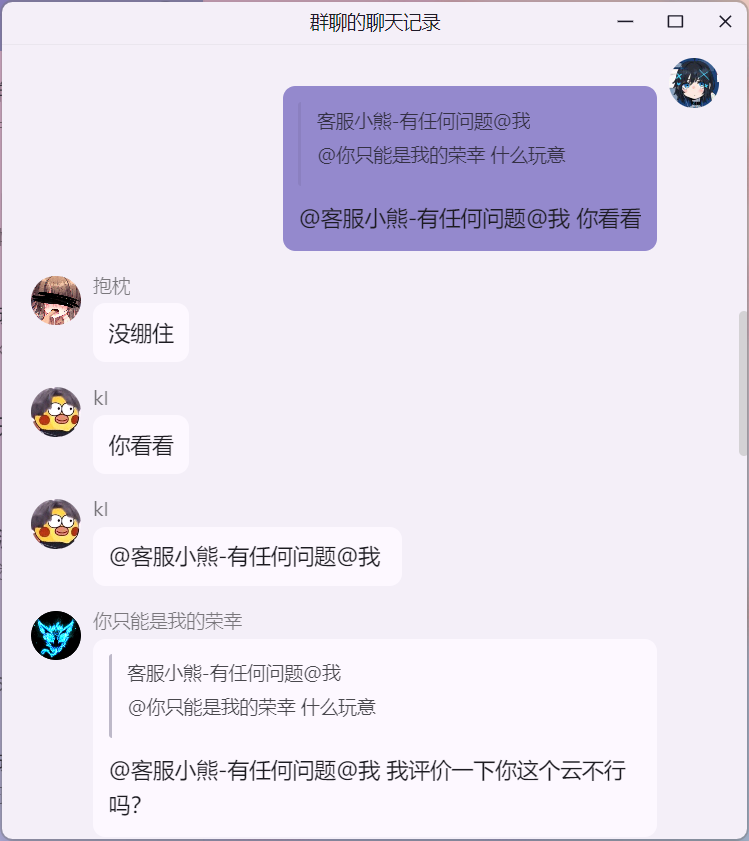 群聊的聊天记录
客服小熊-有任何问题@我
@你只能是我的荣幸 什么玩意
@客服小熊-有任何问题@我 你看看
抱枕
没绷住
kl
你看看
kl
@客服小熊-有任何问题@我
你只能是我的荣幸
客服小熊-有任何问题@我
@你只能是我的荣幸 什么玩意
@客服小熊-有任何问题@我 我评价一下你这个云不行
吗?